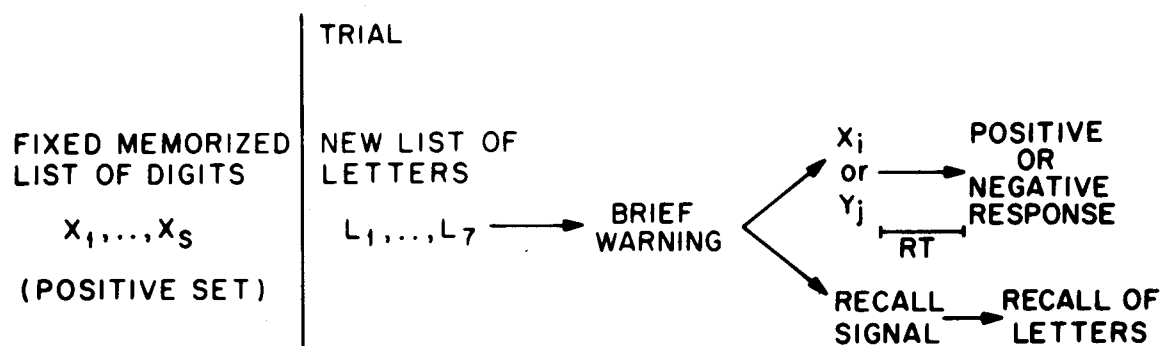 TRIAL
FIXED MEMORIZED
LIST OF DIGITS
X1,..,XS
(POSITIVE SET)
NEW LIST OF
LETTERS
L1,..,L7
BRIEF
WARNING
Xi
or
Yj
RT
POSITIVE
OR
NEGATIVE
RESPONSE
RECALL
SIGNAL
RECALL OF
LETTERS